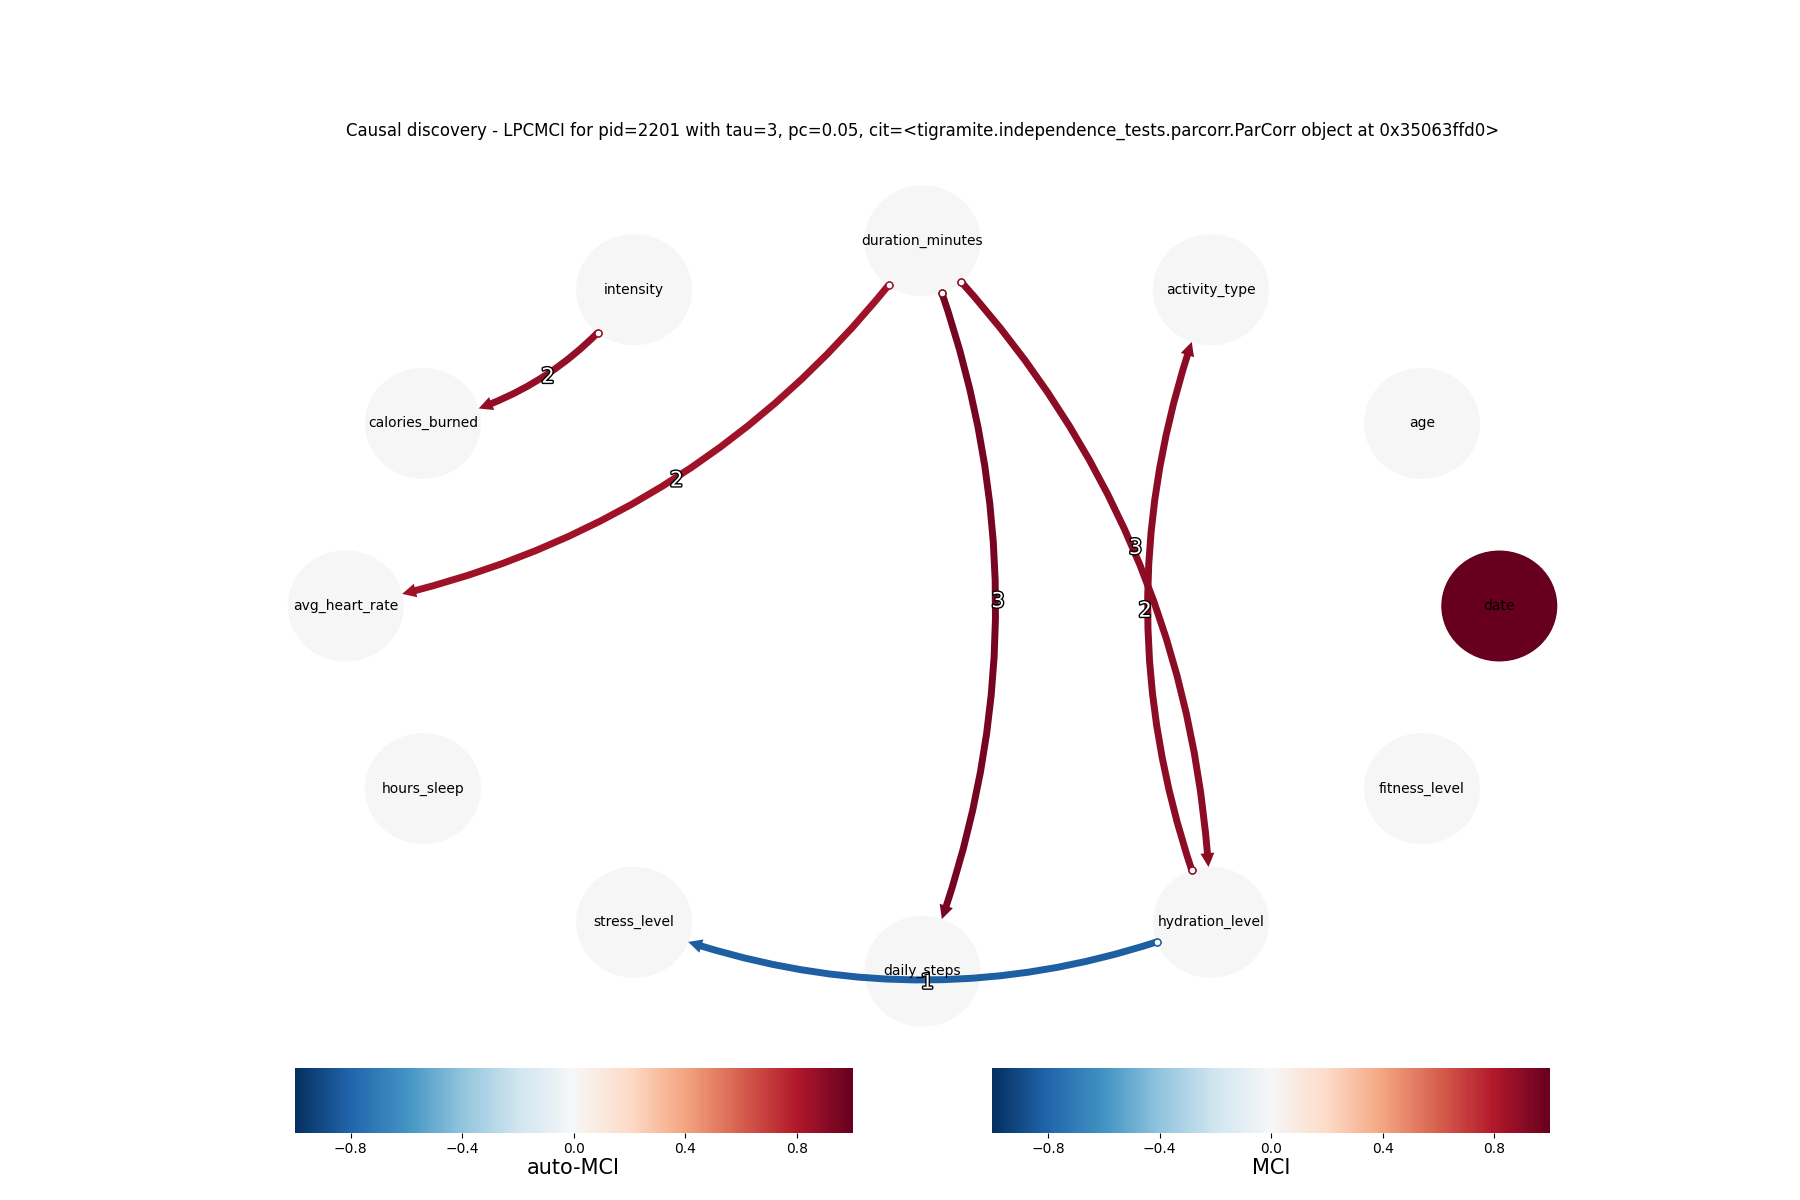 Causal discovery - LPCMCI for pid=2201 with tau=3, pc=0.05, cit=<tigramite.independence_tests.parcorr.ParCorr object at 0x35063ffd0>
duration_minutes
intensity
activity_type
2
calories_burned
age
2
3
3
2
avg_heart_rate
date
hours_sleep
fitness_level
stress_level
hydration_level
daily_steps
1
−0.8 −0.4 0.0 0.4 0.8
auto-MCI
−0.8 −0.4 0.0 0.4 0.8
MCI